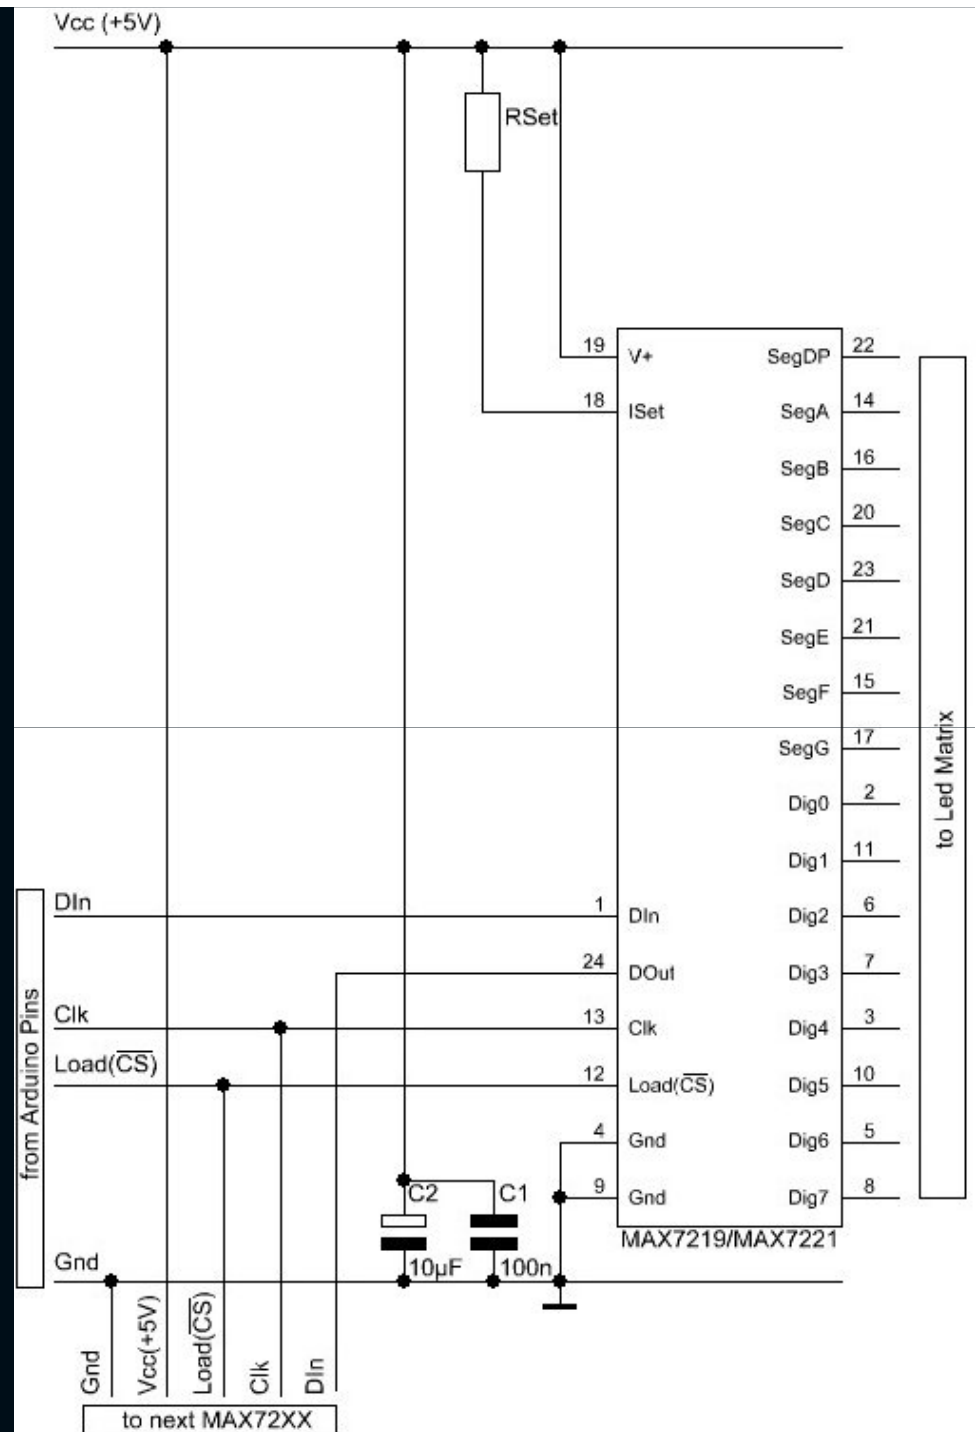 Vcc (+5V)
RSet
19 V+ SegDP 22
18 ISet SegA 14
SegB 16
SegC 20
SegD 23
SegE 21
SegF 15
SegG 17
Dig0 2
Dig1 11
DIn 1 DIn Dig2 6
24 DOut Dig3 7
Clk 13 Clk Dig4 3
Load(CS) 12 Load(CS) Dig5 10
4 Gnd Dig6 5
9 Gnd Dig7 8
to Led Matrix
from Arduino Pins
C2 C1
MAX7219/MAX7221
Gnd 10µF 100n
Gnd
Vcc(+5V)
Load(CS)
Clk
DIn
to next MAX72XX